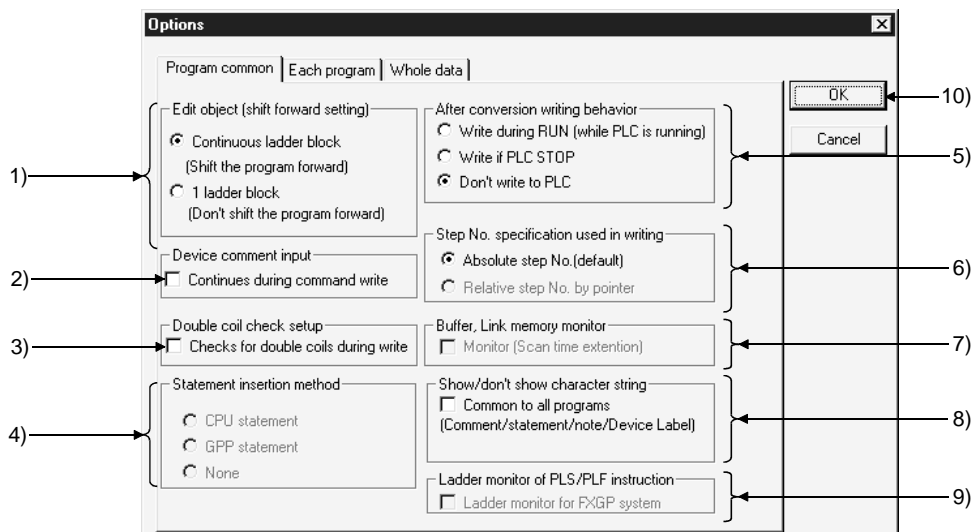 Options
Program common
Each program
Whole data
Edit object (shift forward setting)
Continuous ladder block
(Shift the program forward)
1 ladder block
(Don't shift the program forward)
Device comment input
Continues during command write
Double coil check setup
Checks for double coils during write
Statement insertion method
CPU statement
GPP statement
None
After conversion writing behavior
Write during RUN (while PLC is running)
Write if PLC STOP
Don't write to PLC
Step No. specification used in writing
Absolute step No.(default)
Relative step No. by pointer
Buffer, Link memory monitor
Monitor (Scan time extention)
Show/don't show character string
Common to all programs
(Comment/statement/note/Device Label)
Ladder monitor of PLS/PLF instruction
Ladder monitor for FXGP system
OK
Cancel
1)
2)
3)
4)
5)
6)
7)
8)
9)
10)